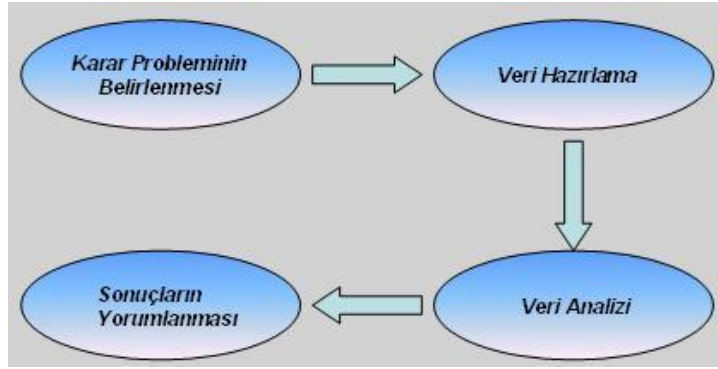 Karar Probleminin
Belirlenmesi
Veri Hazırlama
Veri Analizi
Sonuçların
Yorumlanması